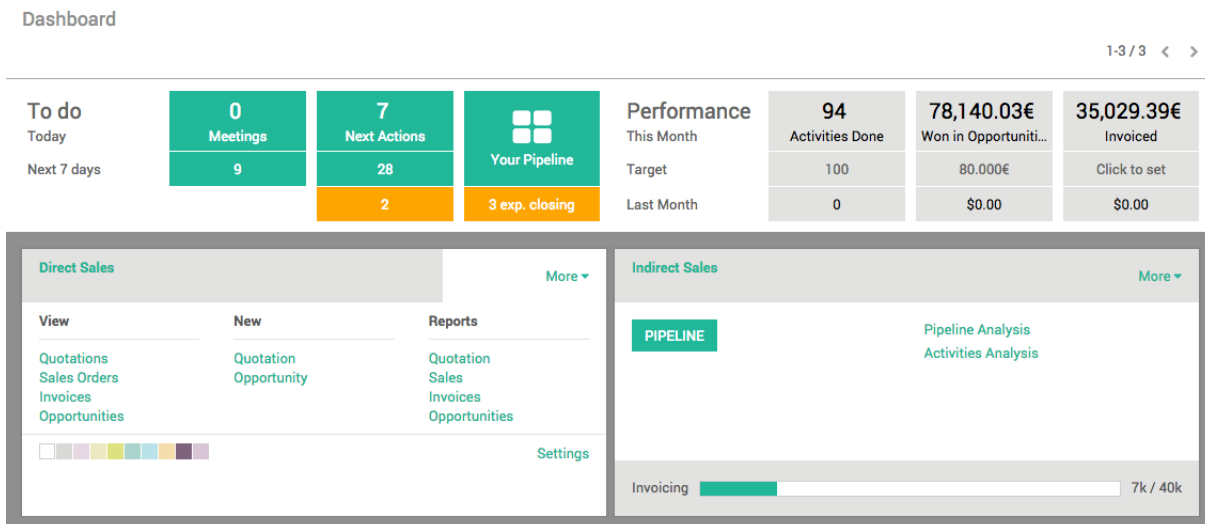 Dashboard
1-3 / 3
To do
Today
Next 7 days
0
Meetings
9
7
Next Actions
28
2
Your Pipeline
3 exp. closing
Performance
This Month
Target
Last Month
94
Activities Done
100
0
78,140.03€
Won in Opportuniti...
80.000€
$0.00
35,029.39€
Invoiced
Click to set
$0.00
Direct Sales
More
View
Quotations
Sales Orders
Invoices
Opportunities
New
Quotation
Opportunity
Reports
Quotation
Sales
Invoices
Opportunities
Settings
Indirect Sales
More
PIPELINE
Pipeline Analysis
Activities Analysis
Invoicing
7k / 40k